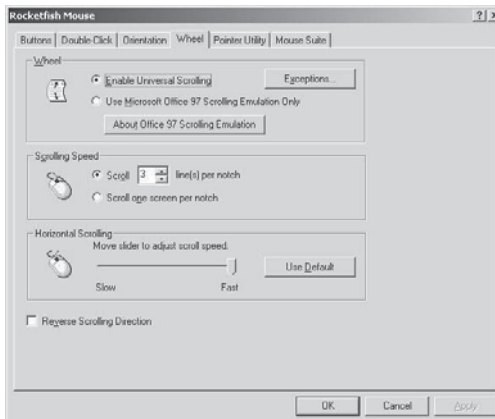 Rocketfish Mouse
Buttons Double-Click Orientation Wheel Pointer Utility Mouse Suite
Wheel
Enable Universal Scrolling Exceptions...
Use Microsoft Office 97 Scrolling Emulation Only
About Office 97 Scrolling Emulation
Scrolling Speed
Scroll 3 line(s) per notch
Scroll one screen per notch
Horizontal Scrolling
Move slider to adjust scroll speed.
Use Default
Slow Fast
Reverse Scrolling Direction
OK Cancel Apply